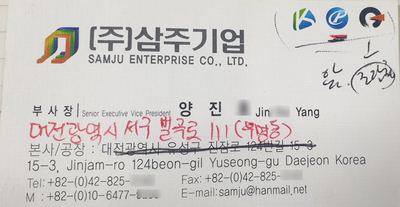 (주)삼주기업
SAMJU ENTERPRISE CO., LTD.
부사장 Senior Executive Vice President 양 진 Jin Yang
대전광역시 서구 벌곡로 111 (우명동)
본사/공장 : 대전광역시 유성구 진잠로 124번길 15-3
15-3, Jinjam-ro 124beon-gil Yuseong-gu Daejeon Korea
Tel:+82-(0)42-825- Fax:+82-(0)42-825-
M :+82-(0)10-6477- E-mail:samju@hanmail,net